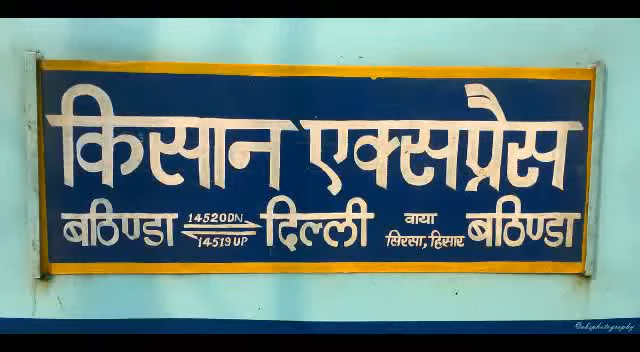 किसान एक्सप्रैस
बठिण्डा 14520DN दिल्ली वाया बठिण्डा
14519UP सिरसा, हिसार